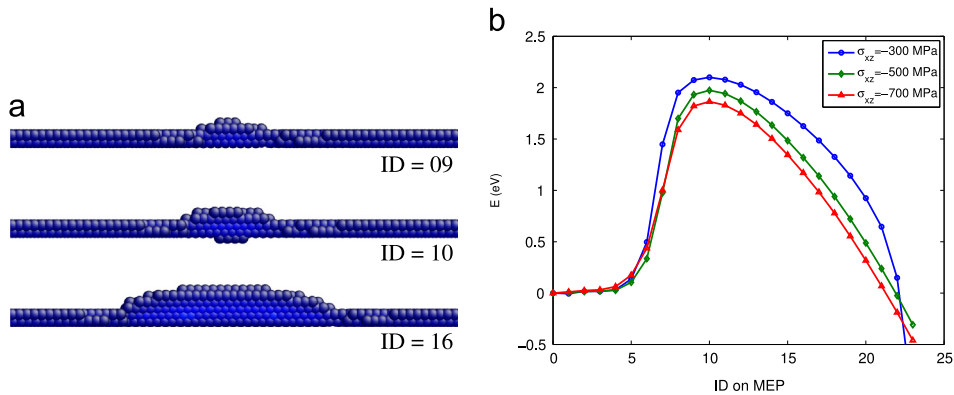 a
ID = 09
ID = 10
ID = 16
b
2.5
2
1.5
1
0.5
0
−0.5
E (eV)
0 5 10 15 20 25
ID on MEP
σxz=−300 MPa
σxz=−500 MPa
σxz=−700 MPa